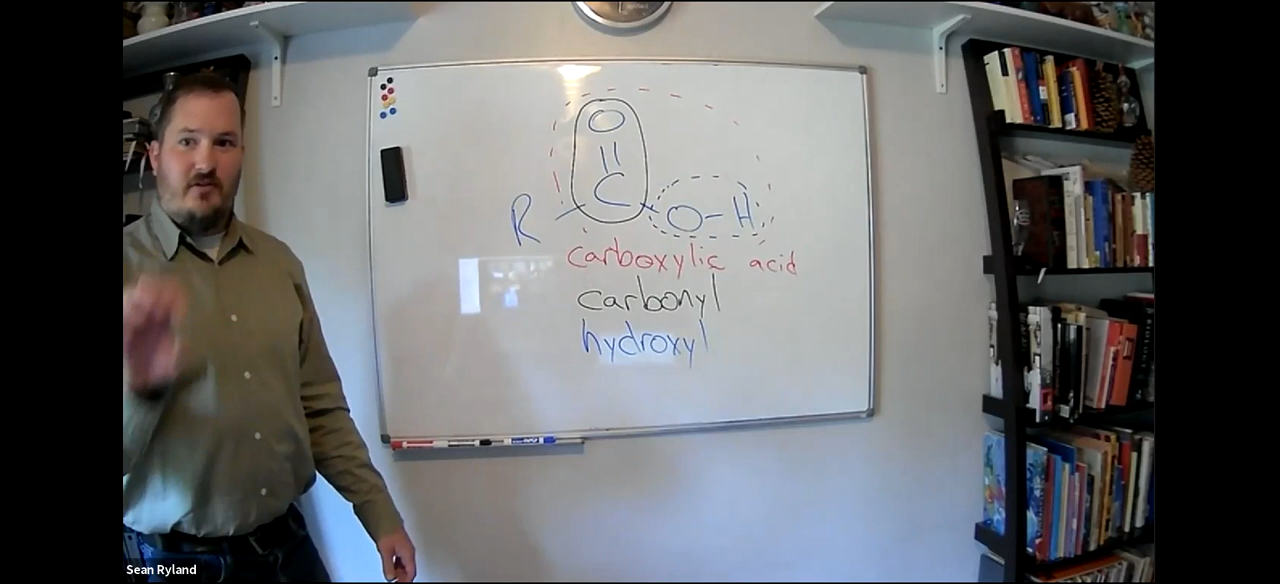 O
||
C
R O-H
carboxylic acid
carbonyl
hydroxyl
Sean Ryland